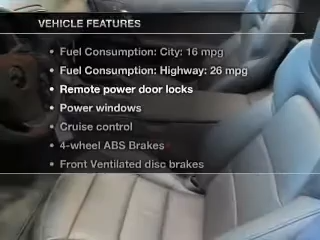 VEHICLE FEATURES
• Fuel Consumption: City: 16 mpg
• Fuel Consumption: Highway: 26 mpg
• Remote power door locks
• Power windows
• Cruise control
• 4-wheel ABS Brakes
• Front Ventilated disc brakes